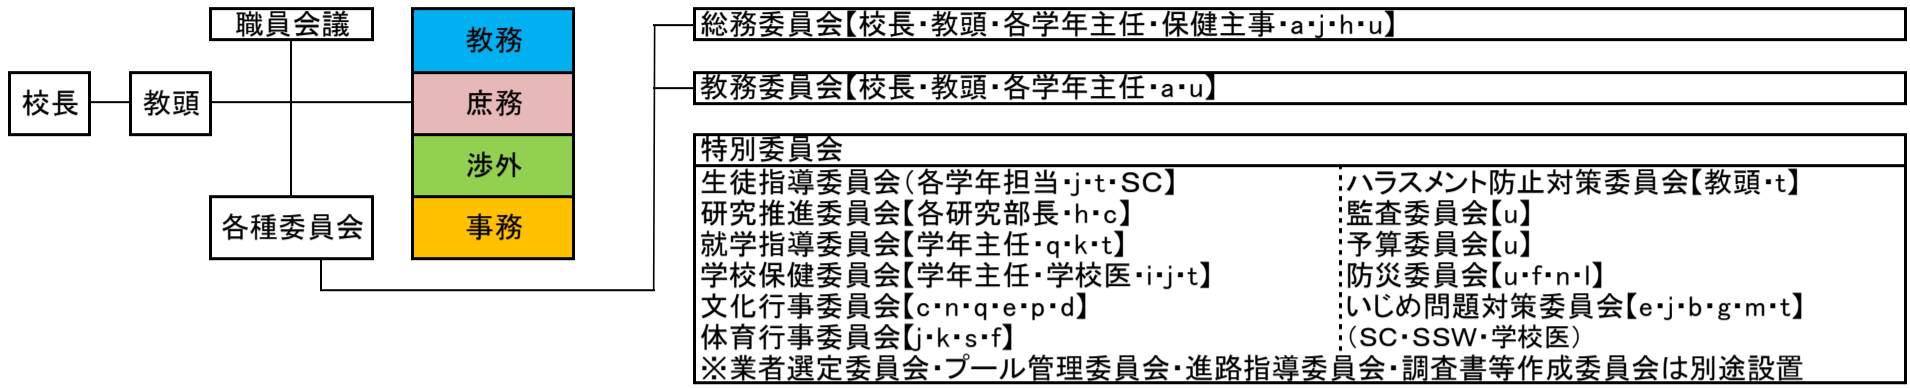 職員会議
校長
教頭
各種委員会
教務
庶務
渉外
事務
総務委員会【校長・教頭・各学年主任・保健主事・a・j・h・u】
教務委員会【校長・教頭・各学年主任・a・u】
特別委員会
生徒指導委員会(各学年担当・j・t・SC】
研究推進委員会【各研究部長・h・c】
就学指導委員会【学年主任・q・k・t】
学校保健委員会【学年主任・学校医・i・j・t】
文化行事委員会【c・n・q・e・p・d】
体育行事委員会【j・k・s・f】
ハラスメント防止対策委員会【教頭・t】
監査委員会【u】
予算委員会【u】
防災委員会【u・f・n・l】
いじめ問題対策委員会【e・j・b・g・m・t】
(SC・SSW・学校医)
※業者選定委員会・プール管理委員会・進路指導委員会・調査書等作成委員会は別途設置